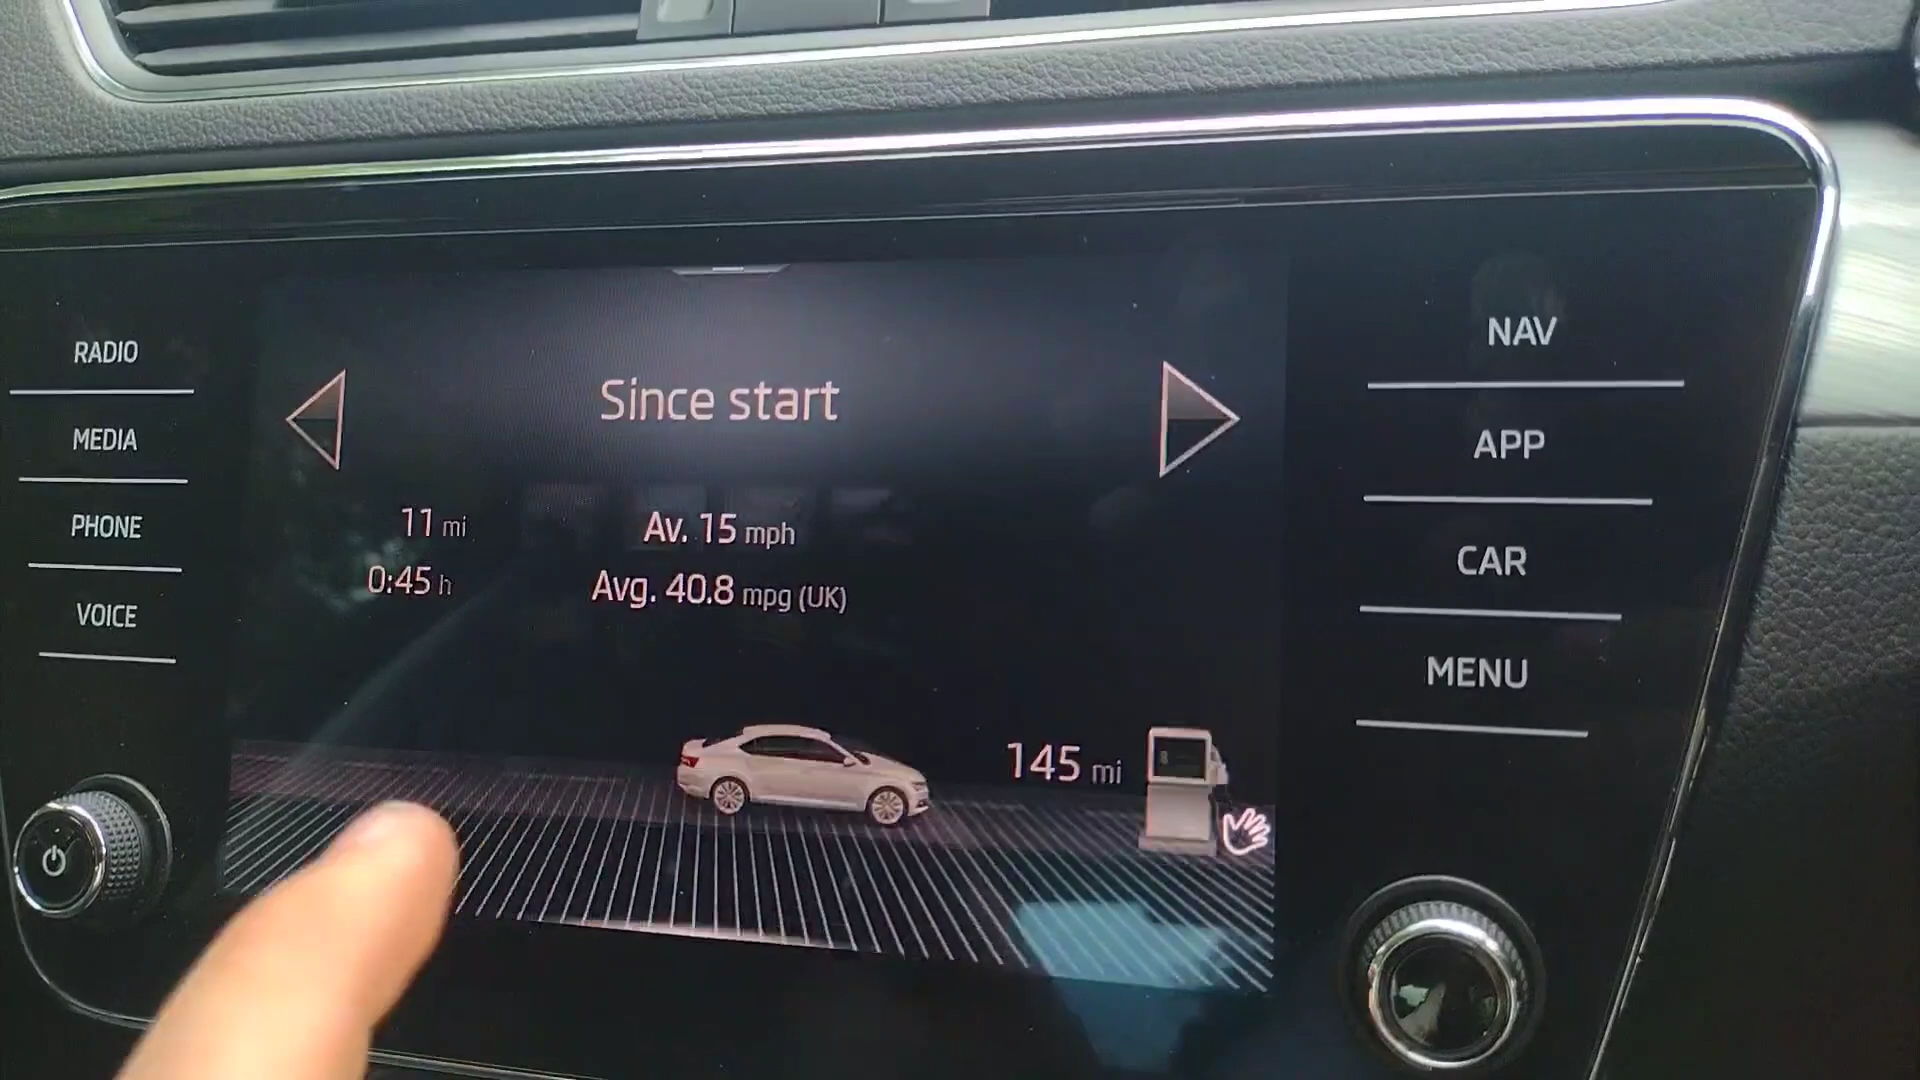 RADIO
MEDIA
PHONE
VOICE
Since start
11 mi
Av. 15 mph
0:45 h
Avg. 40.8 mpg (UK)
145 mi
NAV
APP
CAR
MENU